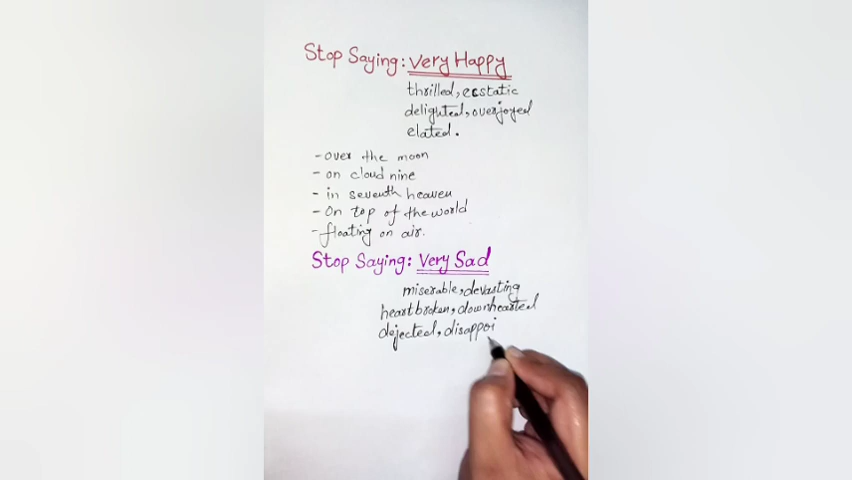 Stop Saying: Very Happy
thrilled, ecstatic
delighted, overjoyed
elated.
- over the moon
- on cloud nine
- in seventh heaven
- On top of the world
- floating on air.
Stop Saying: Very Sad
miserable, devasting
heartbroken, downhearted
dejected, disappoi